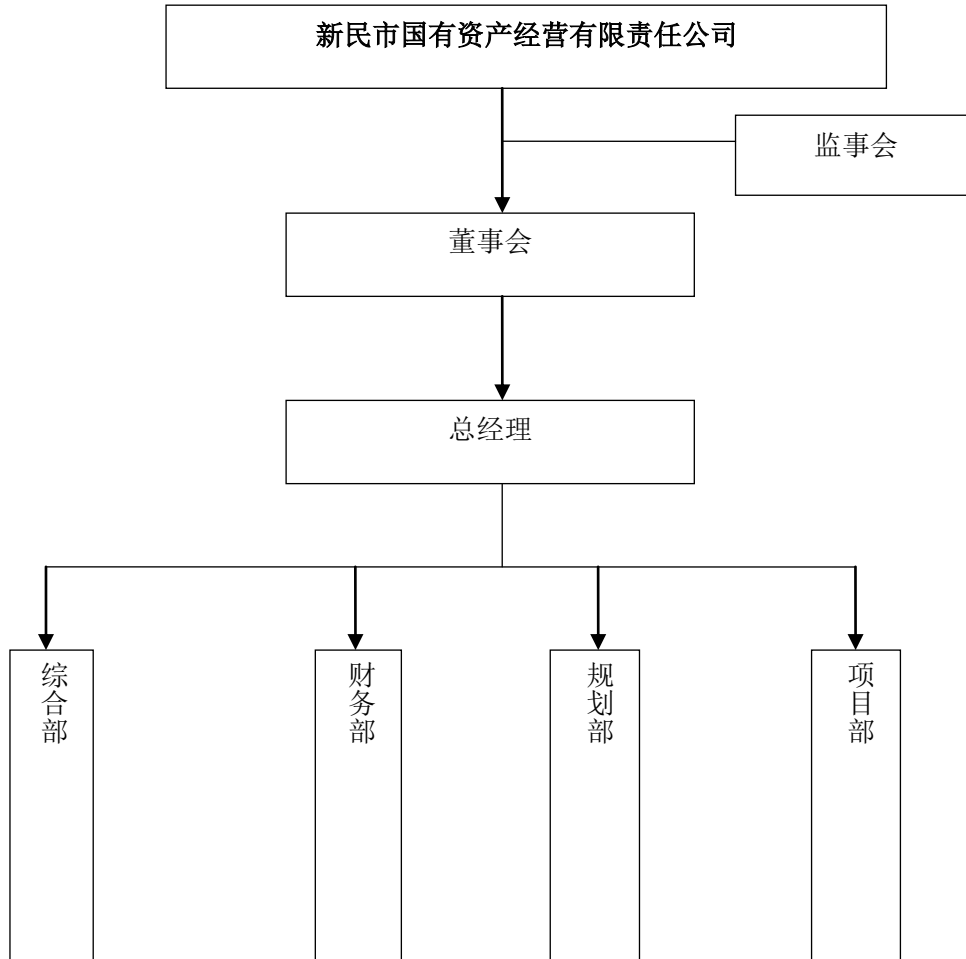 新民市国有资产经营有限责任公司
监事会
董事会
总经理
综合部
财务部
规划部
项目部